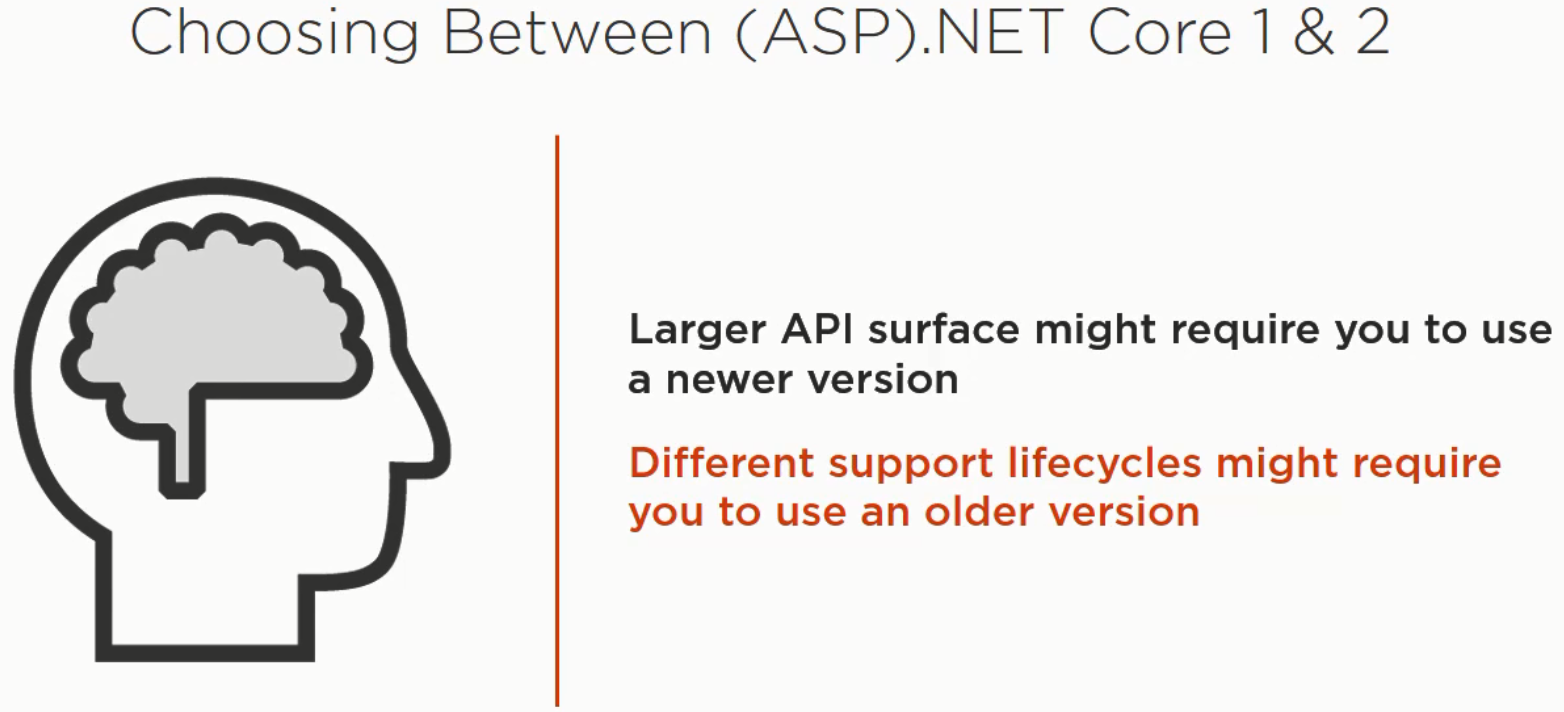 Choosing Between (ASP).NET Core 1 & 2
Larger API surface might require you to use
a newer version
Different support lifecycles might require
you to use an older version